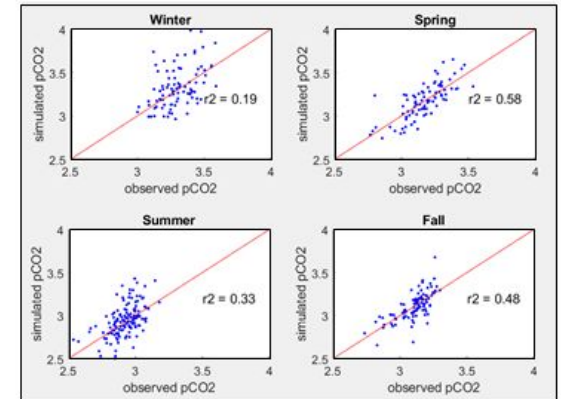 Winter
4
3.5
3
2.5
simulated pCO2
r2 = 0.19
2.5
3
3.5
4
observed pCO2
Spring
4
3.5
3
2.5
simulated pCO2
r2 = 0.58
2.5
3
3.5
4
observed pCO2
Summer
4
3.5
3
2.5
simulated pCO2
r2 = 0.33
2.5
3
3.5
4
observed pCO2
Fall
4
3.5
3
2.5
simulated pCO2
r2 = 0.48
2.5
3
3.5
4
observed pCO2